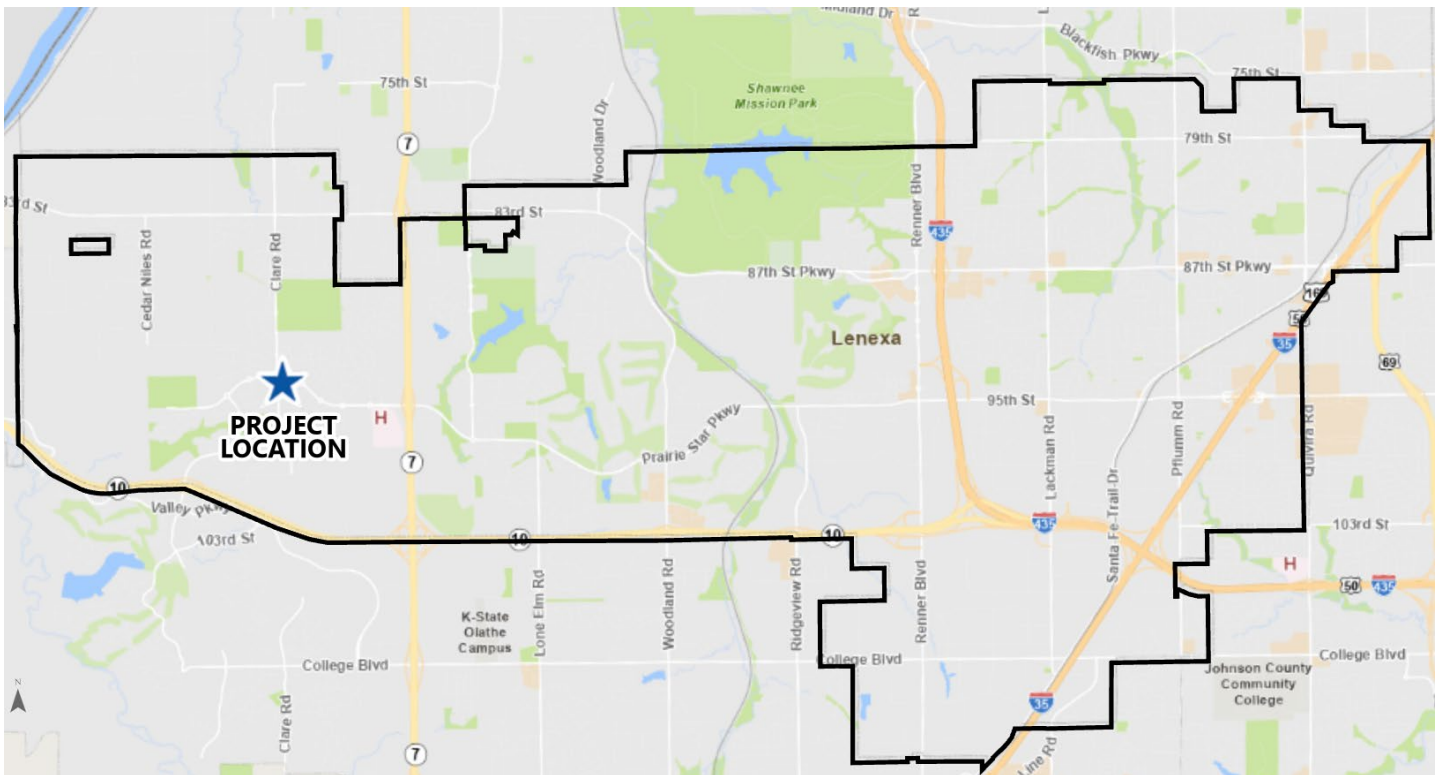 Blackfish Pkwy
75th St
75th St
Shawnee
Mission Park
7
79th St
Woodland Dr
Renner Blvd
83rd St
435
Cedar Niles Rd
Clare Rd
87th St Pkwy
87th St Pkwy
Lenexa
35
69
PROJECT
LOCATION
H
95th St
Prairie Star Pkwy
Lackman Rd
Pflumm Rd
Quivira Rd
7
10
Valley Pkwy
103rd St
10
10
435
Santa Fe-Trail-Dr
103rd St
H
50
435
K-State
Olathe
Campus
Lone Elm Rd
Woodland Rd
Ridgeview Rd
Renner Blvd
College Blvd
College Blvd
College Blvd
Johnson County
Community
College
N
Clare Rd
35
7
Line Rd